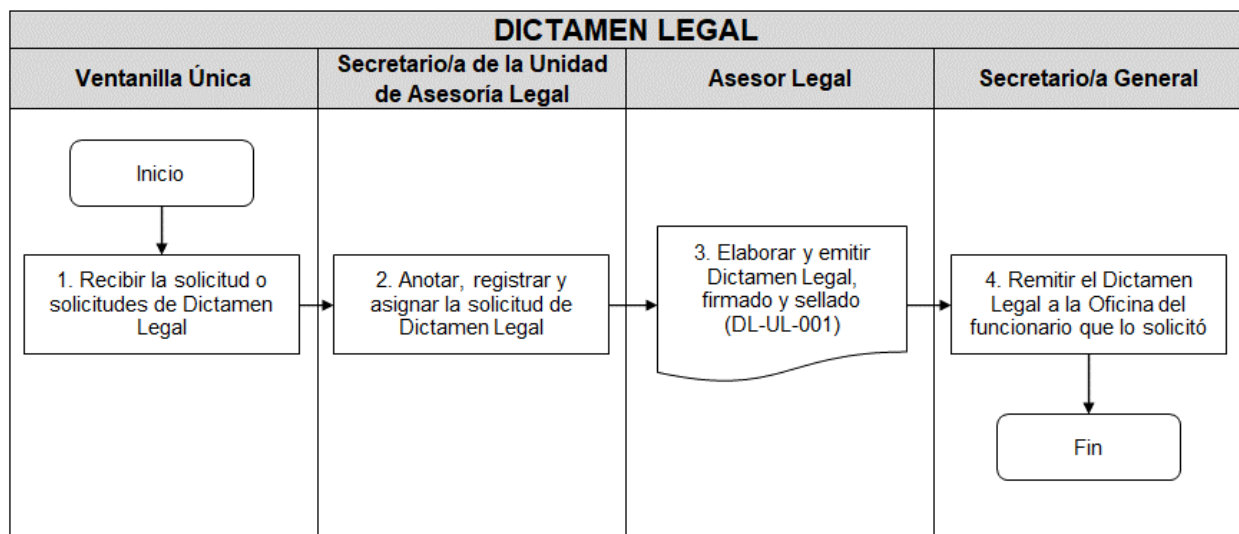 DICTAMEN LEGAL
Ventanilla Única
Secretario/a de la Unidad
de Asesoría Legal
Asesor Legal
Secretario/a General
Inicio
1. Recibir la solicitud o
solicitudes de Dictamen
Legal
2. Anotar, registrar y
asignar la solicitud de
Dictamen Legal
3. Elaborar y emitir
Dictamen Legal,
firmado y sellado
(DL-UL-001)
4. Remitir el Dictamen
Legal a la Oficina del
funcionario que lo solicitó
Fin